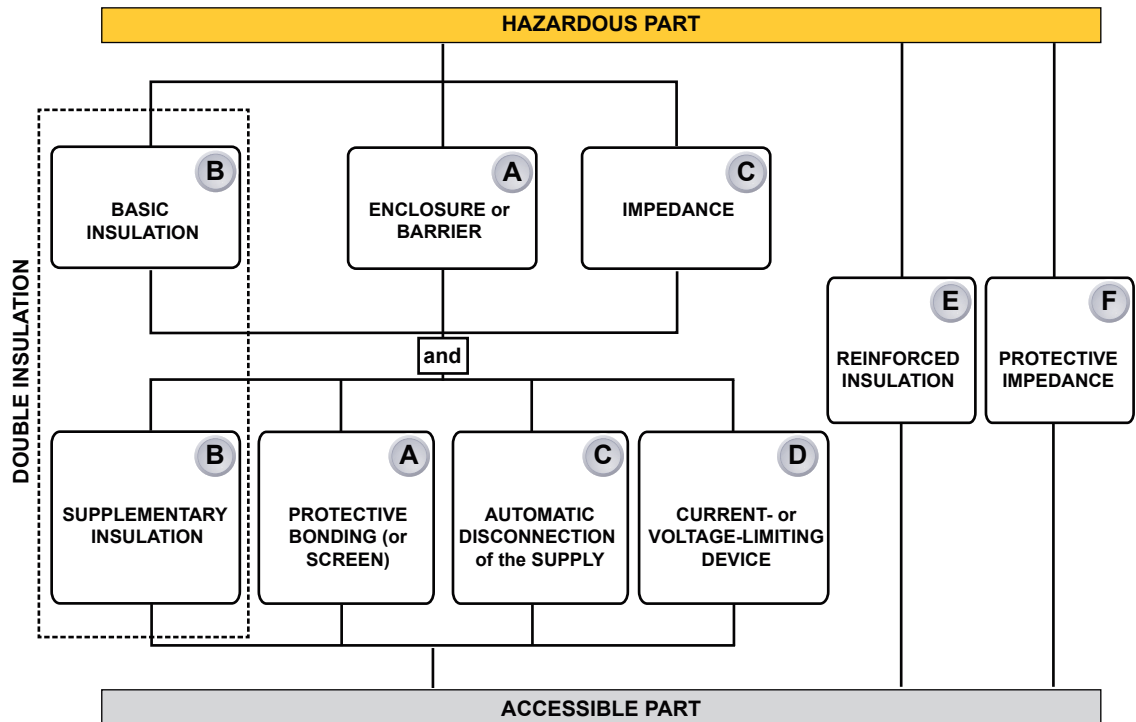 HAZARDOUS PART
DOUBLE INSULATION
B
BASIC
INSULATION
A
ENCLOSURE or
BARRIER
C
IMPEDANCE
E
REINFORCED
INSULATION
F
PROTECTIVE
IMPEDANCE
and
B
SUPPLEMENTARY
INSULATION
A
PROTECTIVE
BONDING (or
SCREEN)
C
AUTOMATIC
DISCONNECTION
of the SUPPLY
D
CURRENT- or
VOLTAGE-LIMITING
DEVICE
ACCESSIBLE PART